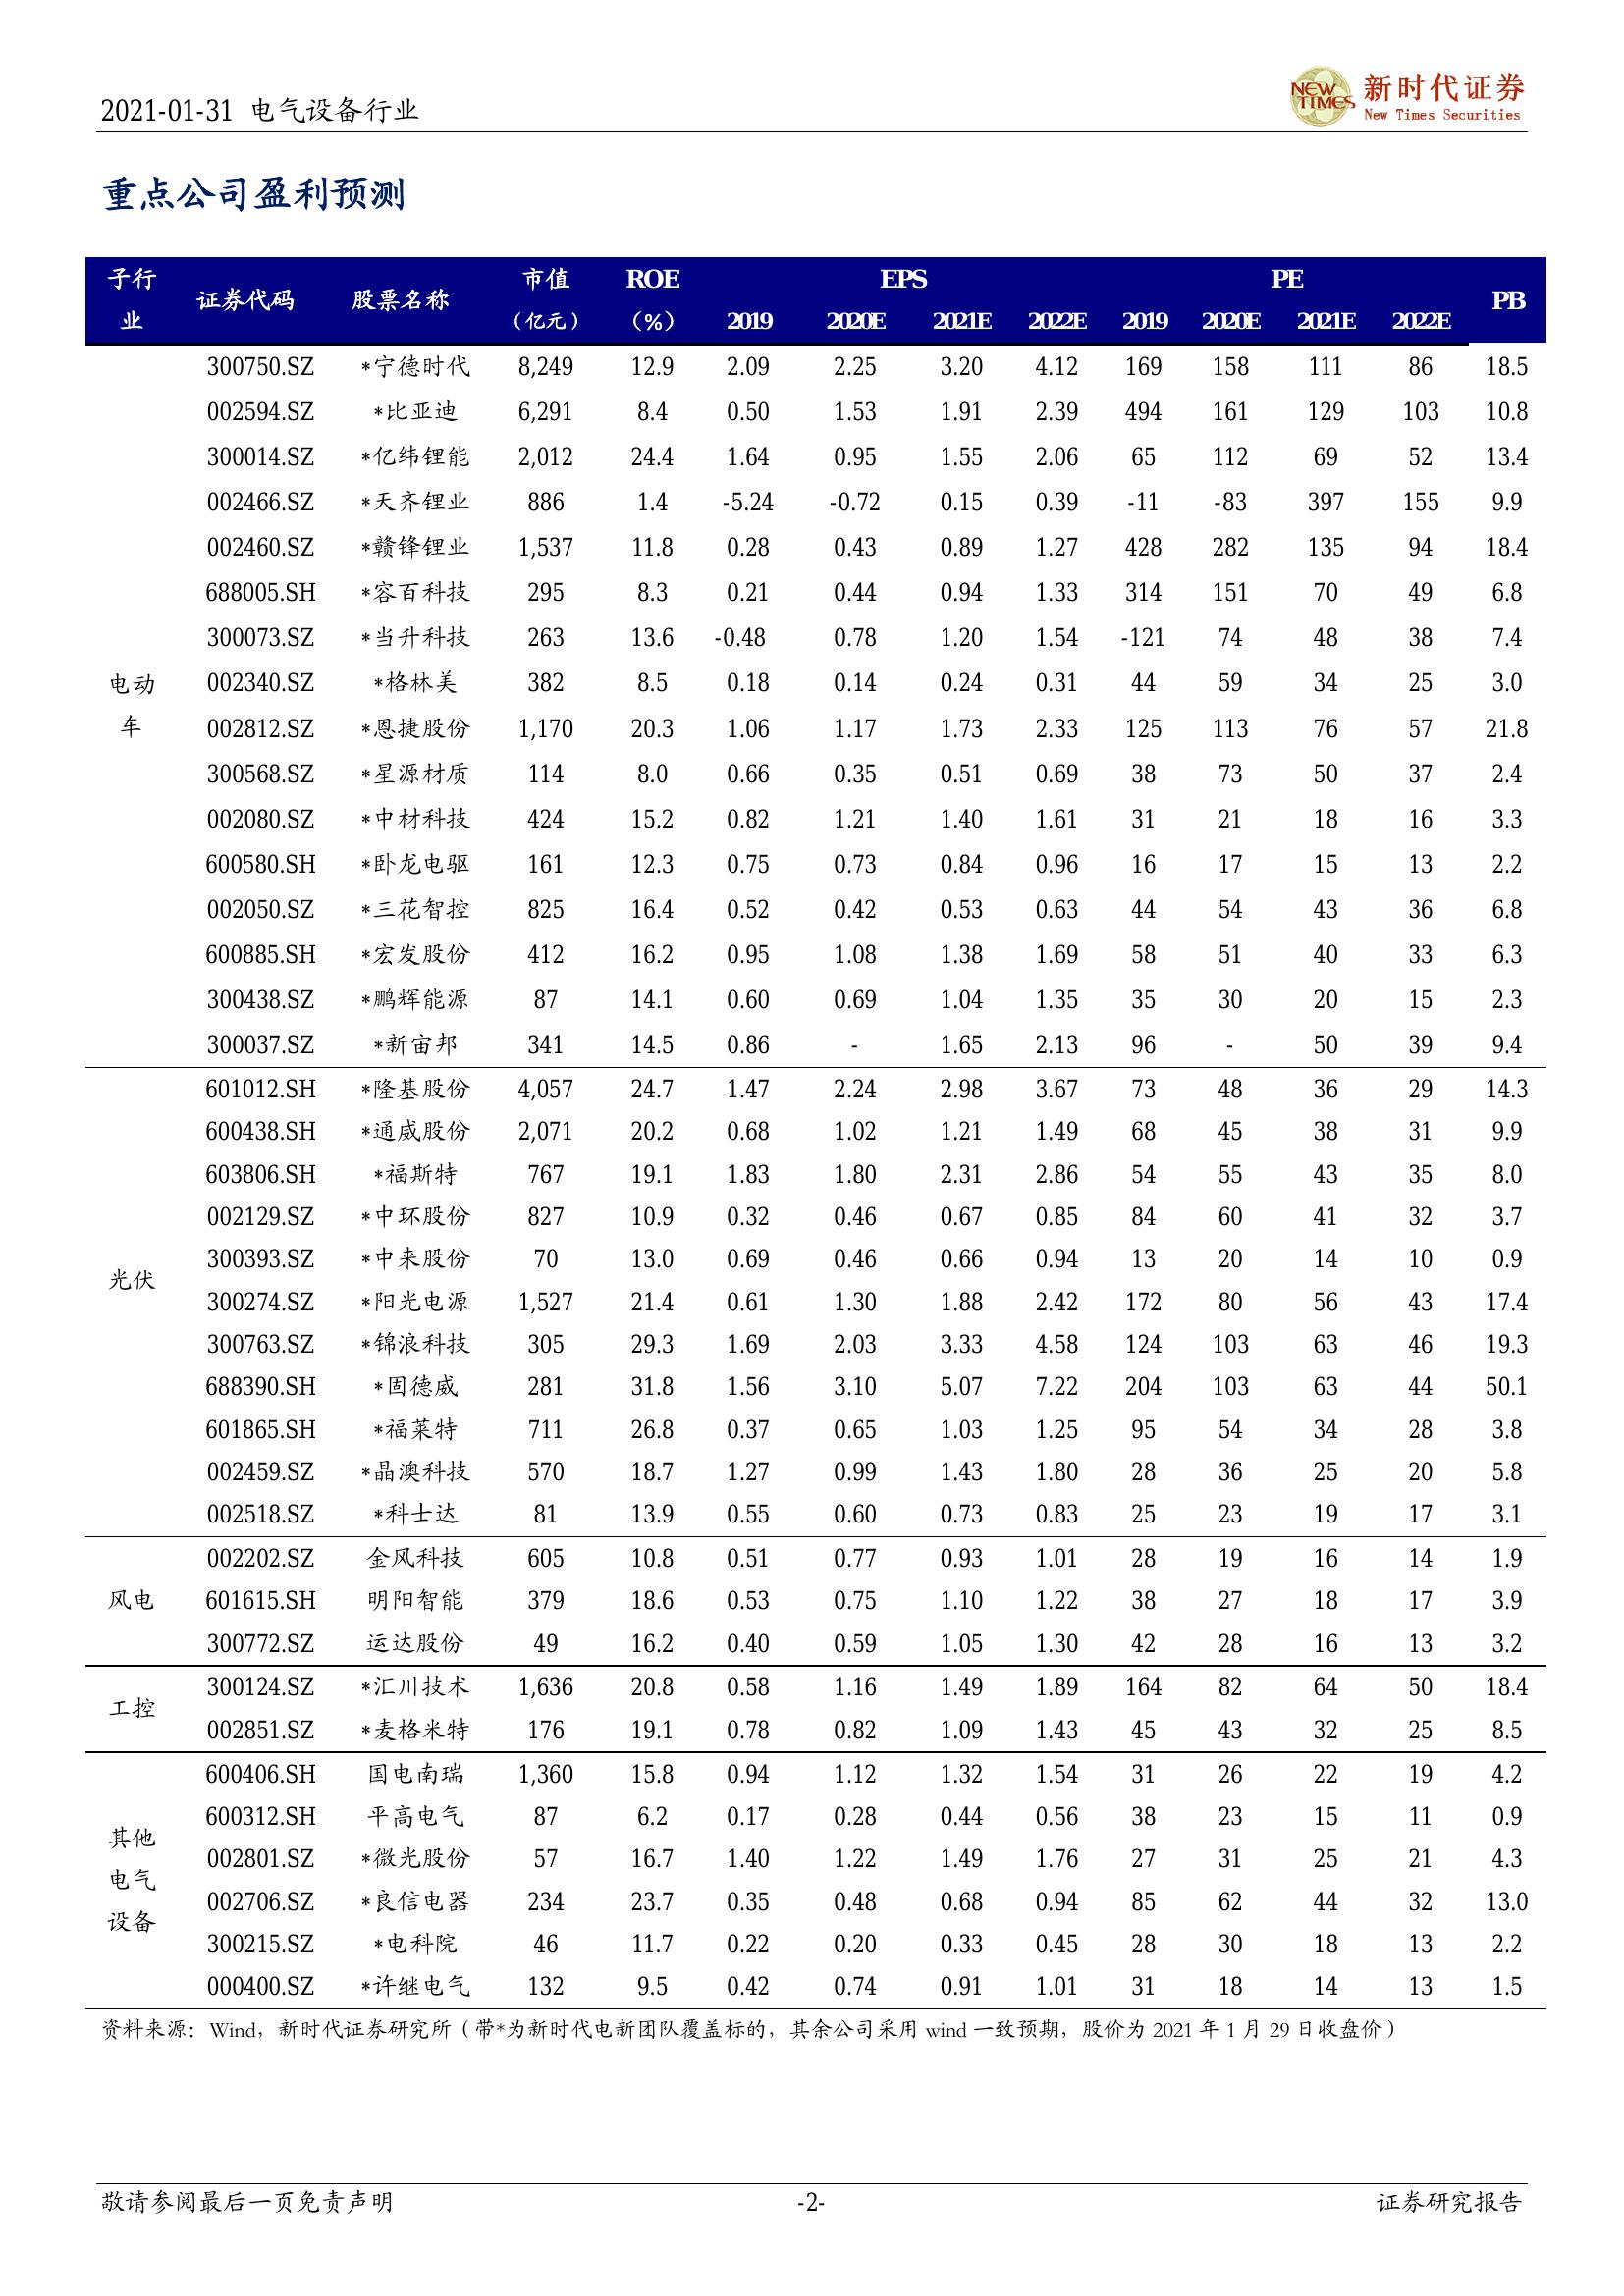 2021-01-31 电气设备行业
NEW TIMES 新时代证券
New Times Securities
重点公司盈利预测
子行业 证券代码 股票名称 市值（亿元） ROE（%） EPS PE PB
2019 2020E 2021E 2022E 2019 2020E 2021E 2022E
电动车
300750.SZ *宁德时代 8,249 12.9 2.09 2.25 3.20 4.12 169 158 111 86 18.5
002594.SZ *比亚迪 6,291 8.4 0.50 1.53 1.91 2.39 494 161 129 103 10.8
300014.SZ *亿纬锂能 2,012 24.4 1.64 0.95 1.55 2.06 65 112 69 52 13.4
002466.SZ *天齐锂业 886 1.4 -5.24 -0.72 0.15 0.39 -11 -83 397 155 9.9
002460.SZ *赣锋锂业 1,537 11.8 0.28 0.43 0.89 1.27 428 282 135 94 18.4
688005.SH *容百科技 295 8.3 0.21 0.44 0.94 1.33 314 151 70 49 6.8
300073.SZ *当升科技 263 13.6 -0.48 0.78 1.20 1.54 -121 74 48 38 7.4
002340.SZ *格林美 382 8.5 0.18 0.14 0.24 0.31 44 59 34 25 3.0
002812.SZ *恩捷股份 1,170 20.3 1.06 1.17 1.73 2.33 125 113 76 57 21.8
300568.SZ *星源材质 114 8.0 0.66 0.35 0.51 0.69 38 73 50 37 2.4
002080.SZ *中材科技 424 15.2 0.82 1.21 1.40 1.61 31 21 18 16 3.3
600580.SH *卧龙电驱 161 12.3 0.75 0.73 0.84 0.96 16 17 15 13 2.2
002050.SZ *三花智控 825 16.4 0.52 0.42 0.53 0.63 44 54 43 36 6.8
600885.SH *宏发股份 412 16.2 0.95 1.08 1.38 1.69 58 51 40 33 6.3
300438.SZ *鹏辉能源 87 14.1 0.60 0.69 1.04 1.35 35 30 20 15 2.3
300037.SZ *新宙邦 341 14.5 0.86 - 1.65 2.13 96 - 50 39 9.4
光伏
601012.SH *隆基股份 4,057 24.7 1.47 2.24 2.98 3.67 73 48 36 29 14.3
600438.SH *通威股份 2,071 20.2 0.68 1.02 1.21 1.49 68 45 38 31 9.9
603806.SH *福斯特 767 19.1 1.83 1.80 2.31 2.86 54 55 43 35 8.0
002129.SZ *中环股份 827 10.9 0.32 0.46 0.67 0.85 84 60 41 32 3.7
300393.SZ *中来股份 70 13.0 0.69 0.46 0.66 0.94 13 20 14 10 0.9
300274.SZ *阳光电源 1,527 21.4 0.61 1.30 1.88 2.42 172 80 56 43 17.4
300763.SZ *锦浪科技 305 29.3 1.69 2.03 3.33 4.58 124 103 63 46 19.3
688390.SH *固德威 281 31.8 1.56 3.10 5.07 7.22 204 103 63 44 50.1
601865.SH *福莱特 711 26.8 0.37 0.65 1.03 1.25 95 54 34 28 3.8
002459.SZ *晶澳科技 570 18.7 1.27 0.99 1.43 1.80 28 36 25 20 5.8
002518.SZ *科士达 81 13.9 0.55 0.60 0.73 0.83 25 23 19 17 3.1
风电
002202.SZ 金风科技 605 10.8 0.51 0.77 0.93 1.01 28 19 16 14 1.9
601615.SH 明阳智能 379 18.6 0.53 0.75 1.10 1.22 38 27 18 17 3.9
300772.SZ 运达股份 49 16.2 0.40 0.59 1.05 1.30 42 28 16 13 3.2
工控
300124.SZ *汇川技术 1,636 20.8 0.58 1.16 1.49 1.89 164 82 64 50 18.4
002851.SZ *麦格米特 176 19.1 0.78 0.82 1.09 1.43 45 43 32 25 8.5
其他电气设备
600406.SH 国电南瑞 1,360 15.8 0.94 1.12 1.32 1.54 31 26 22 19 4.2
600312.SH 平高电气 87 6.2 0.17 0.28 0.44 0.56 38 23 15 11 0.9
002801.SZ *微光股份 57 16.7 1.40 1.22 1.49 1.76 27 31 25 21 4.3
002706.SZ *良信电器 234 23.7 0.35 0.48 0.68 0.94 85 62 44 32 13.0
300215.SZ *电科院 46 11.7 0.22 0.20 0.33 0.45 28 30 18 13 2.2
000400.SZ *许继电气 132 9.5 0.42 0.74 0.91 1.01 31 18 14 13 1.5
资料来源：Wind，新时代证券研究所（带*为新时代电新团队覆盖标的，其余公司采用 wind 一致预期，股价为 2021 年 1 月 29 日收盘价）
敬请参阅最后一页免责声明 -2- 证券研究报告